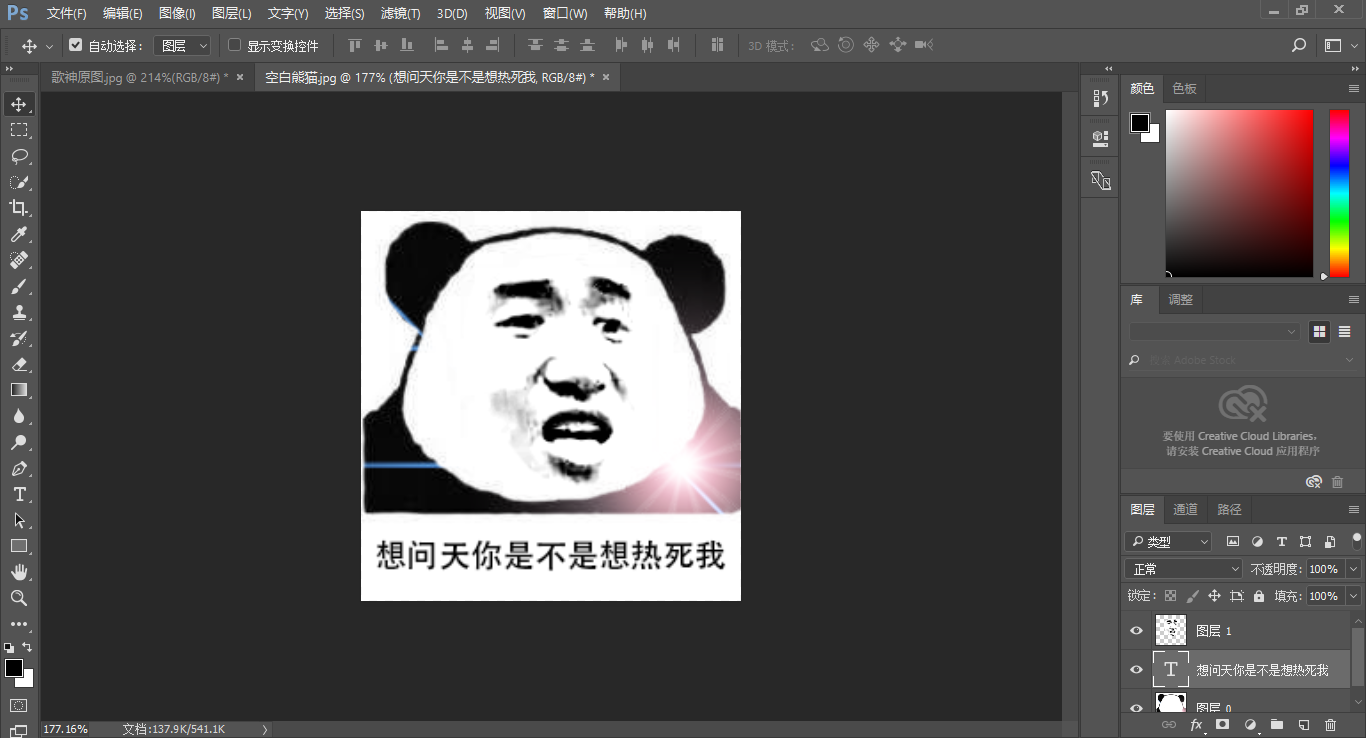 Ps 文件(F) 编辑(E) 图像(I) 图层(L) 文字(Y) 选择(S) 滤镜(T) 3D(D) 视图(V) 窗口(W) 帮助(H)
自动选择： 图层 显示变换控件 3D 模式：
歌神原图.jpg @ 214%(RGB/8#) * × 空白熊猫.jpg @ 177% (想问天你是不是想热死我, RGB/8#) * ×
颜色 色板
库 调整
搜索 Adobe Stock
要使用 Creative Cloud Libraries,
请安装 Creative Cloud 应用程序
想问天你是不是想热死我
图层 通道 路径
类型
正常 不透明度： 100%
锁定： 填充： 100%
图层 1
T 想问天你是不是想热死我
图层 0
fx
177.16% 文档:137.9K/541.1K